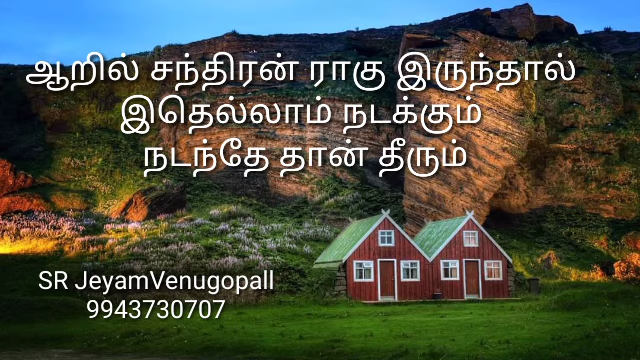 ஆறில் சந்திரன் ராகு இருந்தால்
இதெல்லாம் நடக்கும்
நடந்தே தான் தீரும்
SR JeyamVenugopall
9943730707